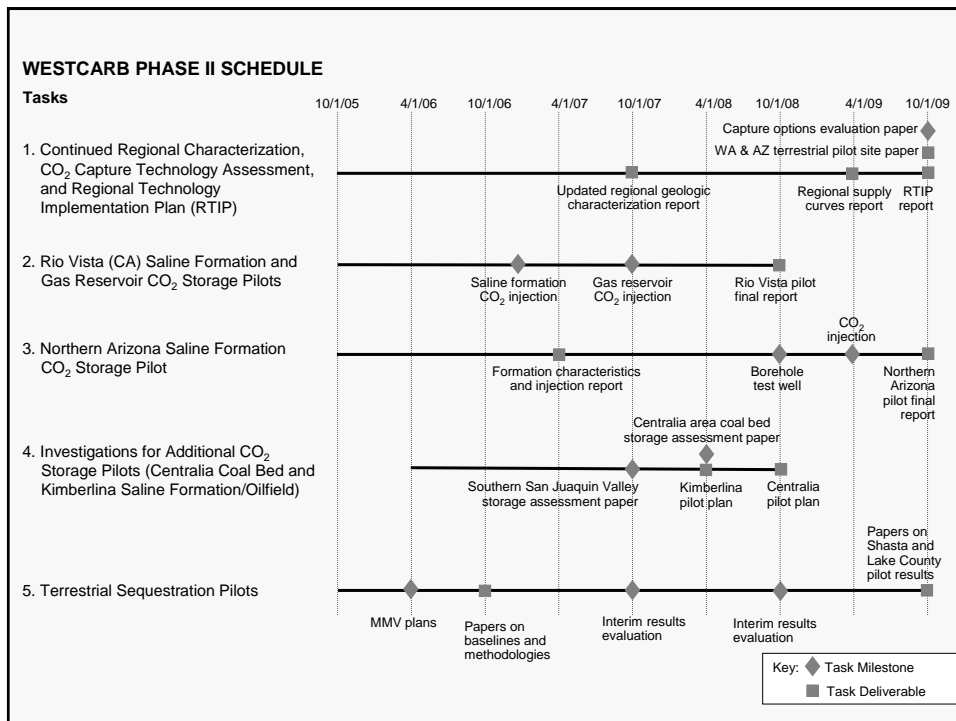 WESTCARB PHASE II SCHEDULE
Tasks
10/1/05 4/1/06 10/1/06 4/1/07 10/1/07 4/1/08 10/1/08 4/1/09 10/1/09
1. Continued Regional Characterization,
CO2 Capture Technology Assessment,
and Regional Technology
Implementation Plan (RTIP)
Capture options evaluation paper
WA & AZ terrestrial pilot site paper
Updated regional geologic
characterization report
Regional supply
curves report
RTIP
report
2. Rio Vista (CA) Saline Formation and
Gas Reservoir CO2 Storage Pilots
Saline formation
CO2 injection
Gas reservoir
CO2 injection
Rio Vista pilot
final report
3. Northern Arizona Saline Formation
CO2 Storage Pilot
CO2
injection
Formation characteristics
and injection report
Borehole
test well
Northern
Arizona
pilot final
report
4. Investigations for Additional CO2
Storage Pilots (Centralia Coal Bed and
Kimberlina Saline Formation/Oilfield)
Centralia area coal bed
storage assessment paper
Southern San Juaquin Valley
storage assessment paper
Kimberlina
pilot plan
Centralia
pilot plan
5. Terrestrial Sequestration Pilots
Papers on
Shasta and
Lake County
pilot results
MMV plans
Papers on
baselines and
methodologies
Interim results
evaluation
Interim results
evaluation
Key: Task Milestone
Task Deliverable